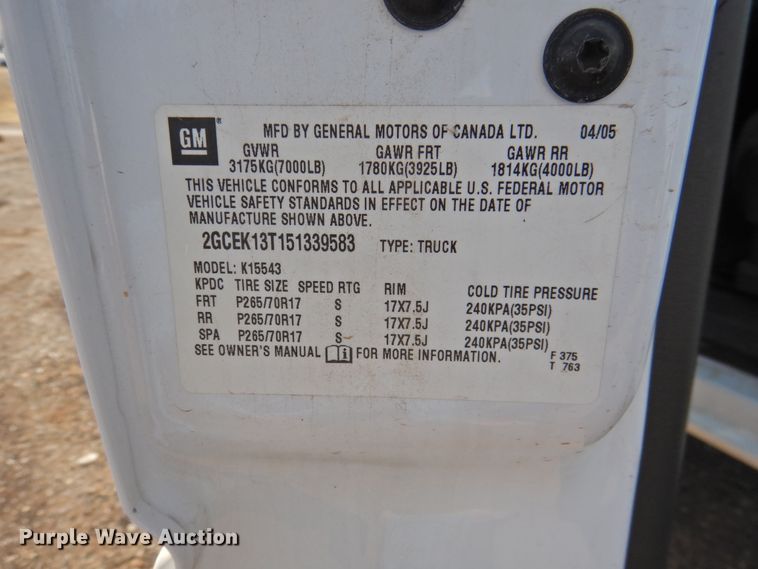 GM ® MFD BY GENERAL MOTORS OF CANADA LTD. 04/05
GVWR GAWR FRT GAWR RR
3175KG(7000LB) 1780KG(3925LB) 1814KG(4000LB)
THIS VEHICLE CONFORMS TO ALL APPLICABLE U.S. FEDERAL MOTOR
VEHICLE SAFETY STANDARDS IN EFFECT ON THE DATE OF
MANUFACTURE SHOWN ABOVE.
2GCEK13T151339583 TYPE: TRUCK
MODEL: K15543
KPDC TIRE SIZE SPEED RTG RIM COLD TIRE PRESSURE
FRT P265/70R17 S 17X7.5J 240KPA(35PSI)
RR P265/70R17 S 17X7.5J 240KPA(35PSI)
SPA P265/70R17 S 17X7.5J 240KPA(35PSI)
SEE OWNER'S MANUAL i FOR MORE INFORMATION. F 375
T 763
Purple Wave Auction